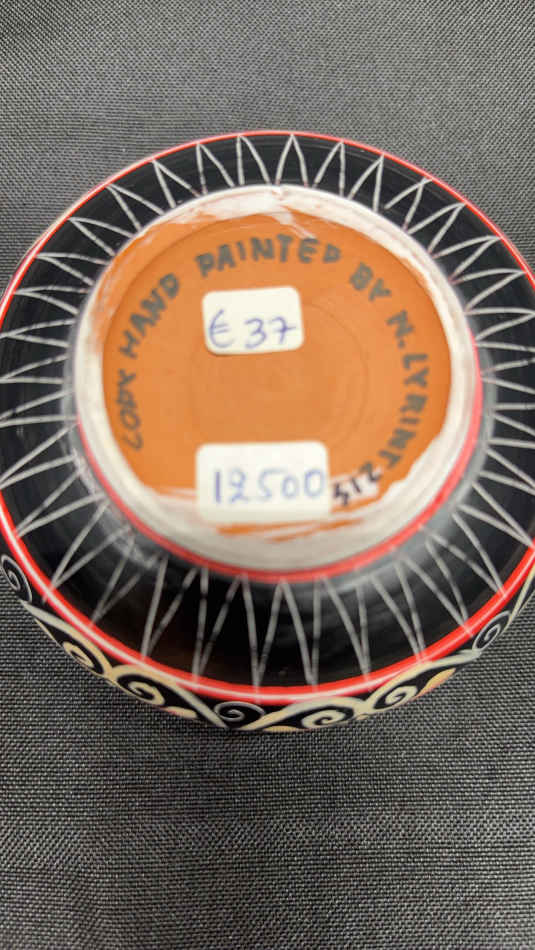 COPY HAND PAINTED BY N. LYRINTZIS
€ 37
12500